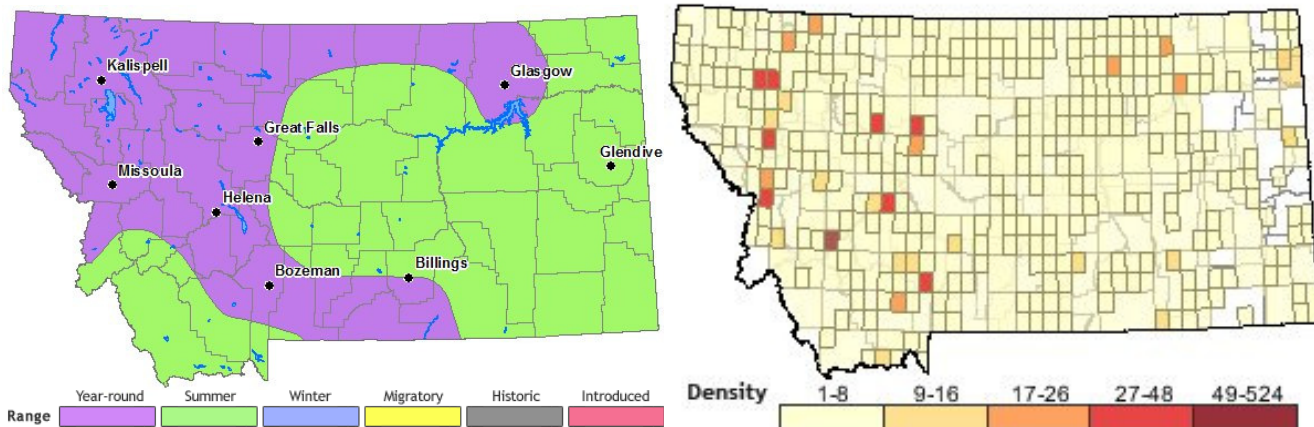 Kalispell
Glasgow
Great Falls
Glendive
Missoula
Helena
Bozeman
Billings
Range
Year-round
Summer
Winter
Migratory
Historic
Introduced
Density
1-8
9-16
17-26
27-48
49-524